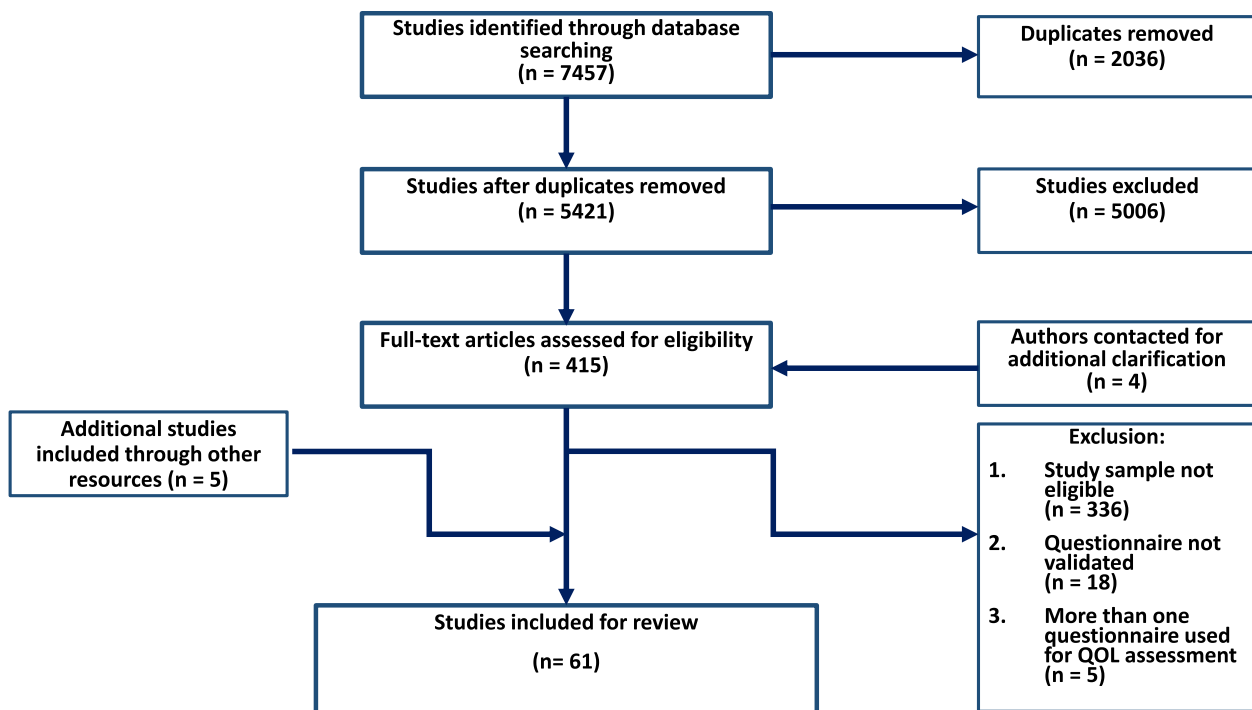 Studies identified through database
searching
(n = 7457)
Duplicates removed
(n = 2036)
Studies after duplicates removed
(n = 5421)
Studies excluded
(n = 5006)
Full-text articles assessed for eligibility
(n = 415)
Authors contacted for
additional clarification
(n = 4)
Additional studies
included through other
resources (n = 5)
Exclusion:
1. Study sample not
eligible
(n = 336)
2. Questionnaire not
validated
(n = 18)
3. More than one
questionnaire used
for QOL assessment
(n = 5)
Studies included for review
(n= 61)